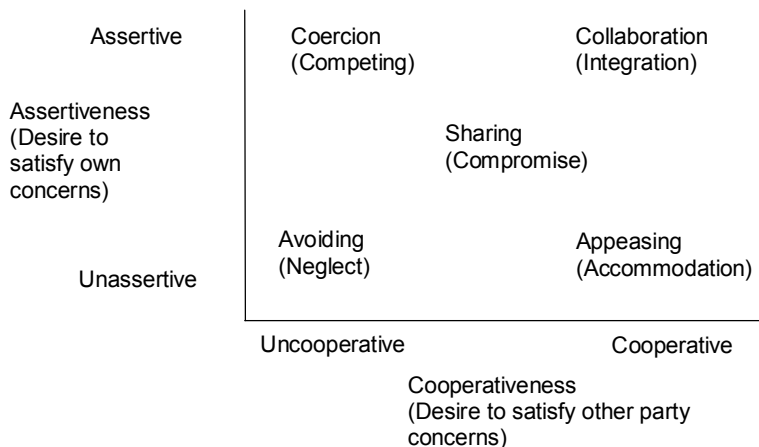 Assertive
Coercion
(Competing)
Collaboration
(Integration)
Assertiveness
(Desire to
satisfy own
concerns)
Sharing
(Compromise)
Avoiding
(Neglect)
Appeasing
(Accommodation)
Unassertive
Uncooperative
Cooperative
Cooperativeness
(Desire to satisfy other party
concerns)